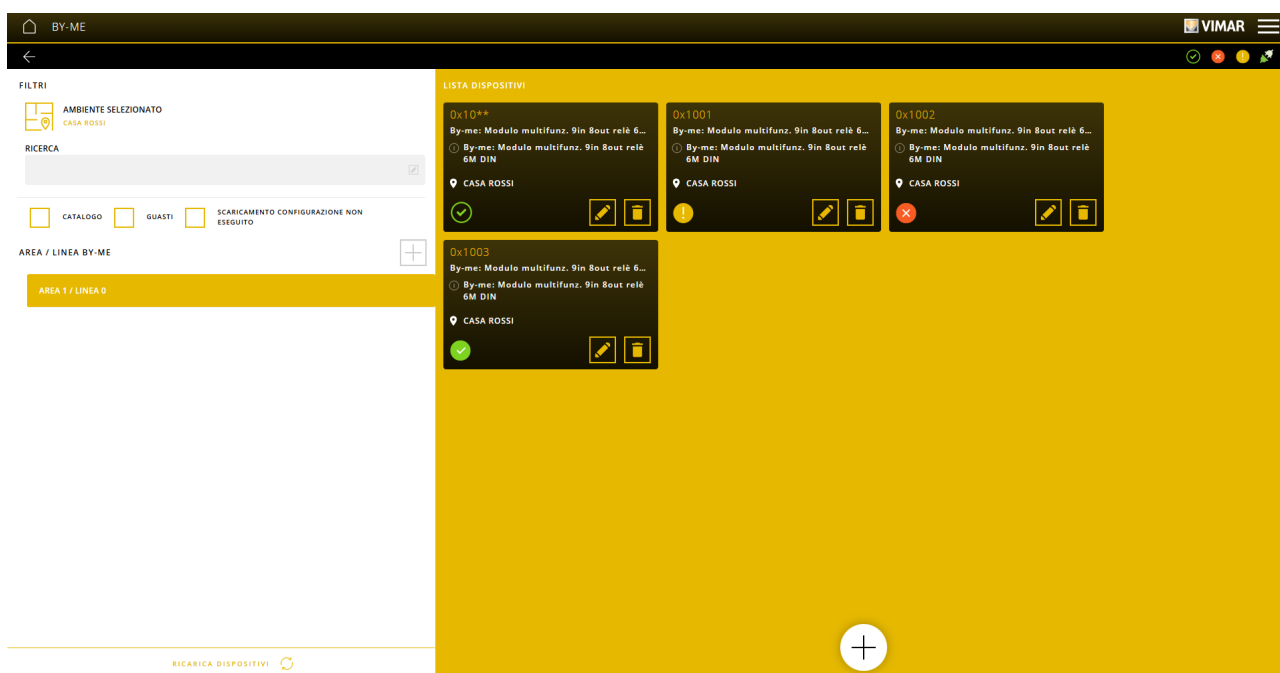 BY-ME
VIMAR
FILTRI
AMBIENTE SELEZIONATO
CASA ROSSI
RICERCA
CATALOGO
GUASTI
SCARICAMENTO CONFIGURAZIONE NON
ESEGUITO
AREA / LINEA BY-ME
AREA 1 / LINEA 0
RICARICA DISPOSITIVI
LISTA DISPOSITIVI
0x10**
By-me: Modulo multifunz. 9in 8out relè 6...
By-me: Modulo multifunz. 9in 8out relè
6M DIN
CASA ROSSI
0x1001
By-me: Modulo multifunz. 9in 8out relè 6...
By-me: Modulo multifunz. 9in 8out relè
6M DIN
CASA ROSSI
0x1002
By-me: Modulo multifunz. 9in 8out relè 6...
By-me: Modulo multifunz. 9in 8out relè
6M DIN
CASA ROSSI
0x1003
By-me: Modulo multifunz. 9in 8out relè 6...
By-me: Modulo multifunz. 9in 8out relè
6M DIN
CASA ROSSI